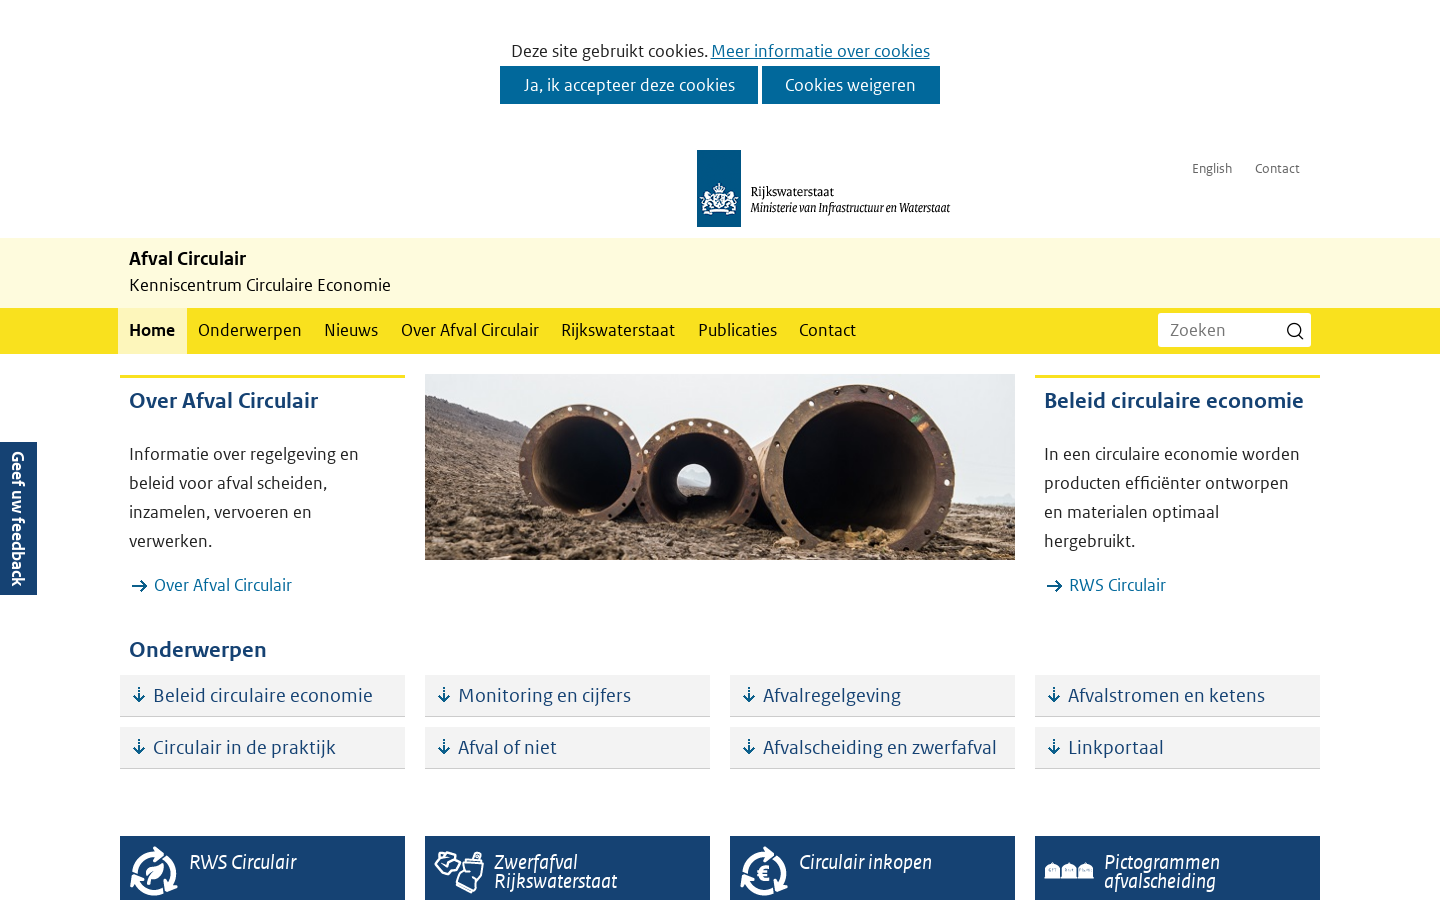 Deze site gebruikt cookies. Meer informatie over cookies
Ja, ik accepteer deze cookies
Cookies weigeren
Rijkswaterstaat
Ministerie van Infrastructuur en Waterstaat
English
Contact
Afval Circulair
Kenniscentrum Circulaire Economie
Home
Onderwerpen
Nieuws
Over Afval Circulair
Rijkswaterstaat
Publicaties
Contact
Zoeken
Geef uw feedback
Over Afval Circulair
Informatie over regelgeving en
beleid voor afval scheiden,
inzamelen, vervoeren en
verwerken.
Over Afval Circulair
Beleid circulaire economie
In een circulaire economie worden
producten efficiënter ontworpen
en materialen optimaal
hergebruikt.
RWS Circulair
Onderwerpen
Beleid circulaire economie
Monitoring en cijfers
Afvalregelgeving
Afvalstromen en ketens
Circulair in de praktijk
Afval of niet
Afvalscheiding en zwerfafval
Linkportaal
RWS Circulair
Zwerfafval
Rijkswaterstaat
€
Circulair inkopen
Pictogrammen
afvalscheiding